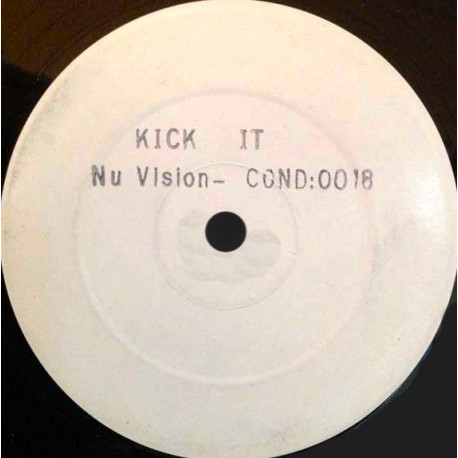 KICK IT
Nu Vision- COND:0018